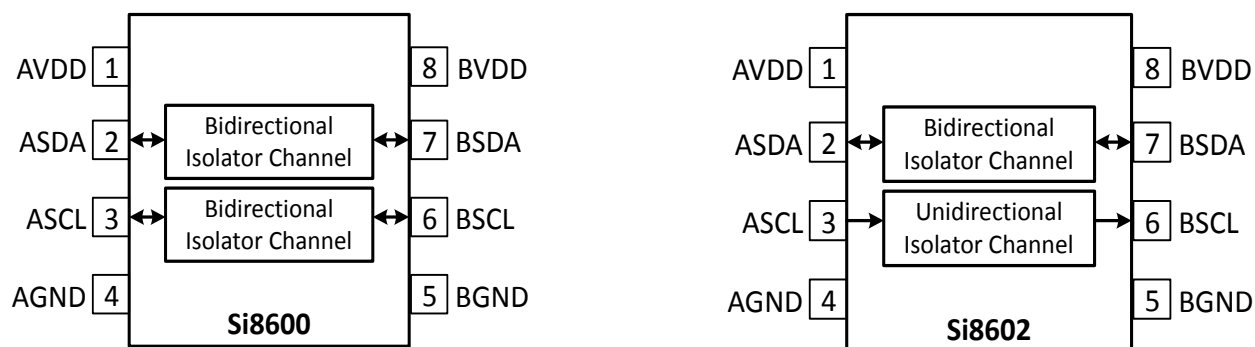 AVDD 1
8 BVDD
ASDA 2
Bidirectional
Isolator Channel
7 BSDA
ASCL 3
Bidirectional
Isolator Channel
6 BSCL
AGND 4
5 BGND
Si8600
AVDD 1
8 BVDD
ASDA 2
Bidirectional
Isolator Channel
7 BSDA
ASCL 3
Unidirectional
Isolator Channel
6 BSCL
AGND 4
5 BGND
Si8602